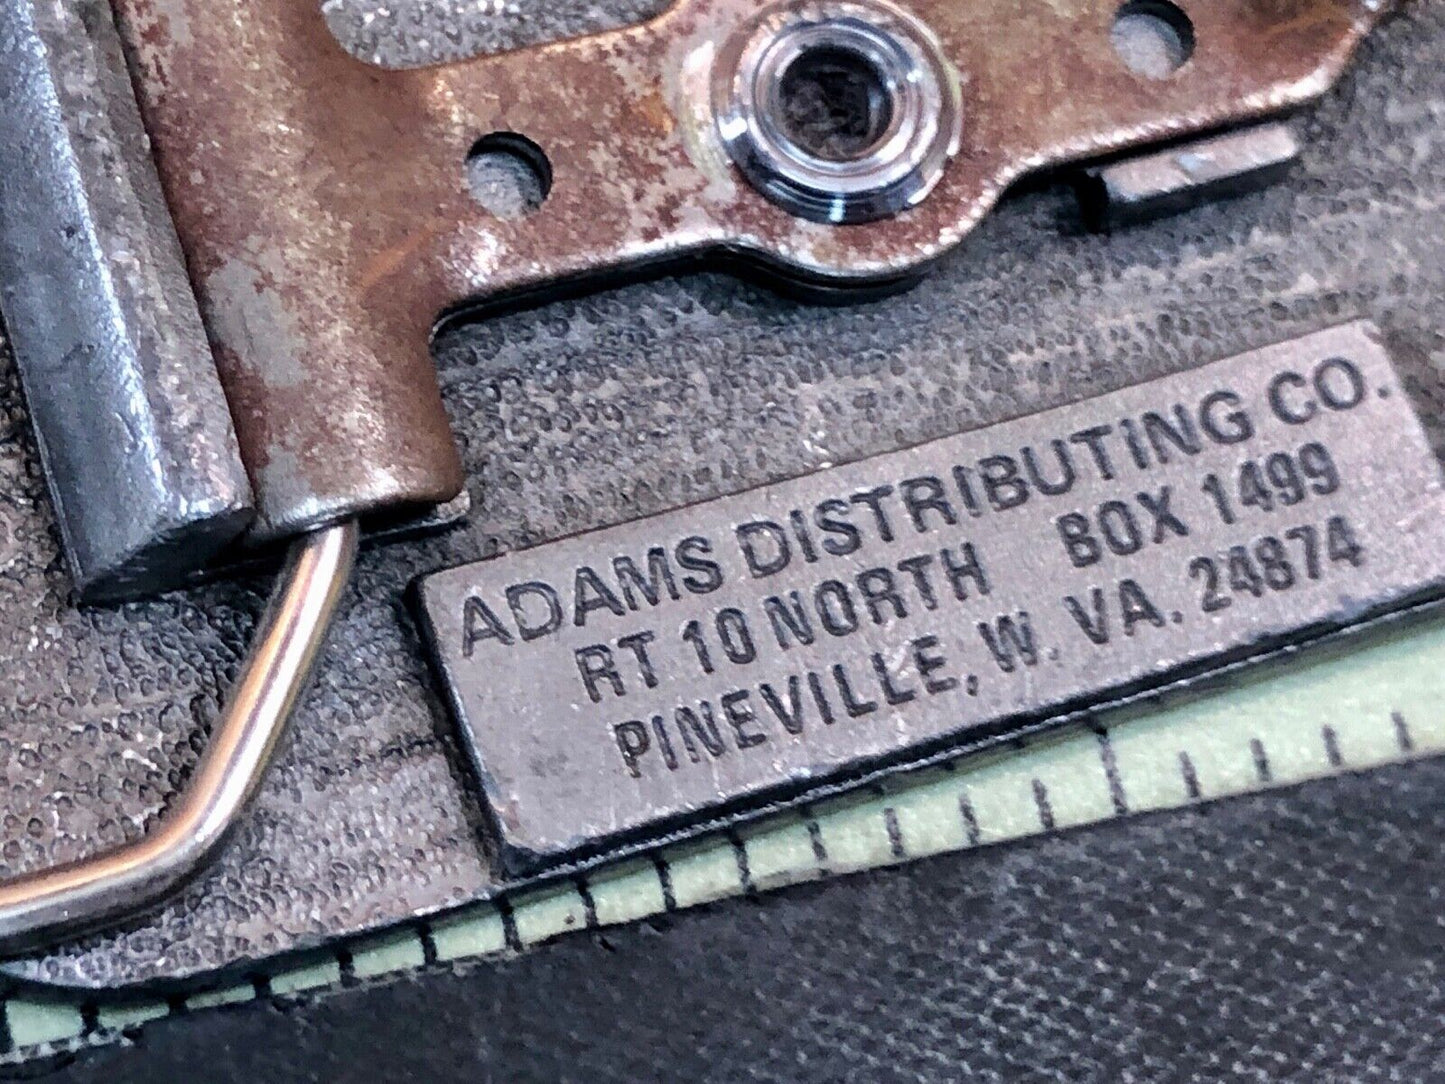 ADAMS DISTRIBUTING CO.
RT 10 NORTH BOX 1499
PINEVILLE, W. VA. 24874